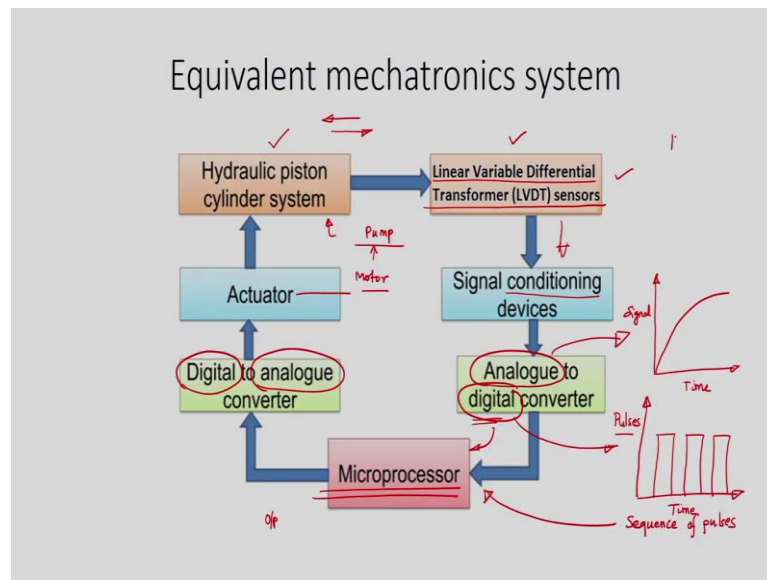 Equivalent mechatronics system
Hydraulic piston
cylinder system
Linear Variable Differential
Transformer (LVDT) sensors
Pump
Motor
Actuator
Signal conditioning
devices
Signal
Time
Digital to analogue
converter
Analogue to
digital converter
Pulses
Time
Sequence of pulses
Microprocessor
O/P